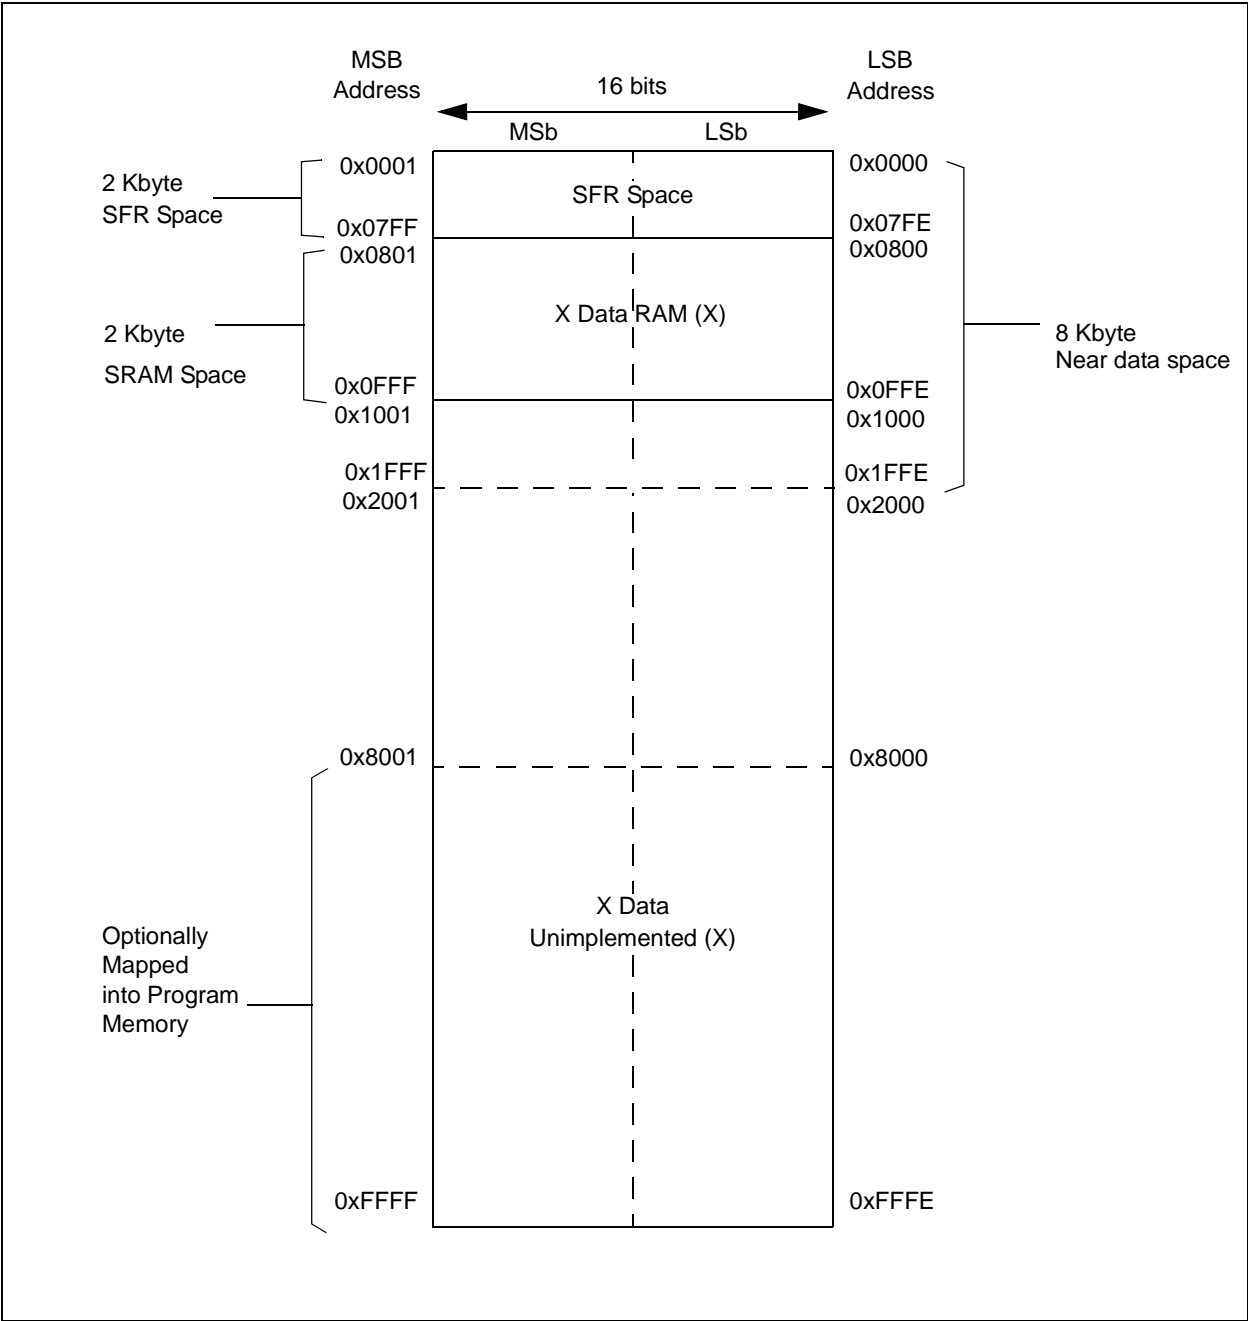 MSB
Address
LSB
Address
16 bits
MSb
LSb
0x0001
0x0000
2 Kbyte
SFR Space
SFR Space
0x07FF
0x07FE
0x0801
0x0800
X Data RAM (X)
2 Kbyte
SRAM Space
8 Kbyte
Near data space
0x0FFF
0x0FFE
0x1001
0x1000
0x1FFF
0x1FFE
0x2001
0x2000
0x8001
0x8000
X Data
Unimplemented (X)
Optionally
Mapped
into Program
Memory
0xFFFF
0xFFFE